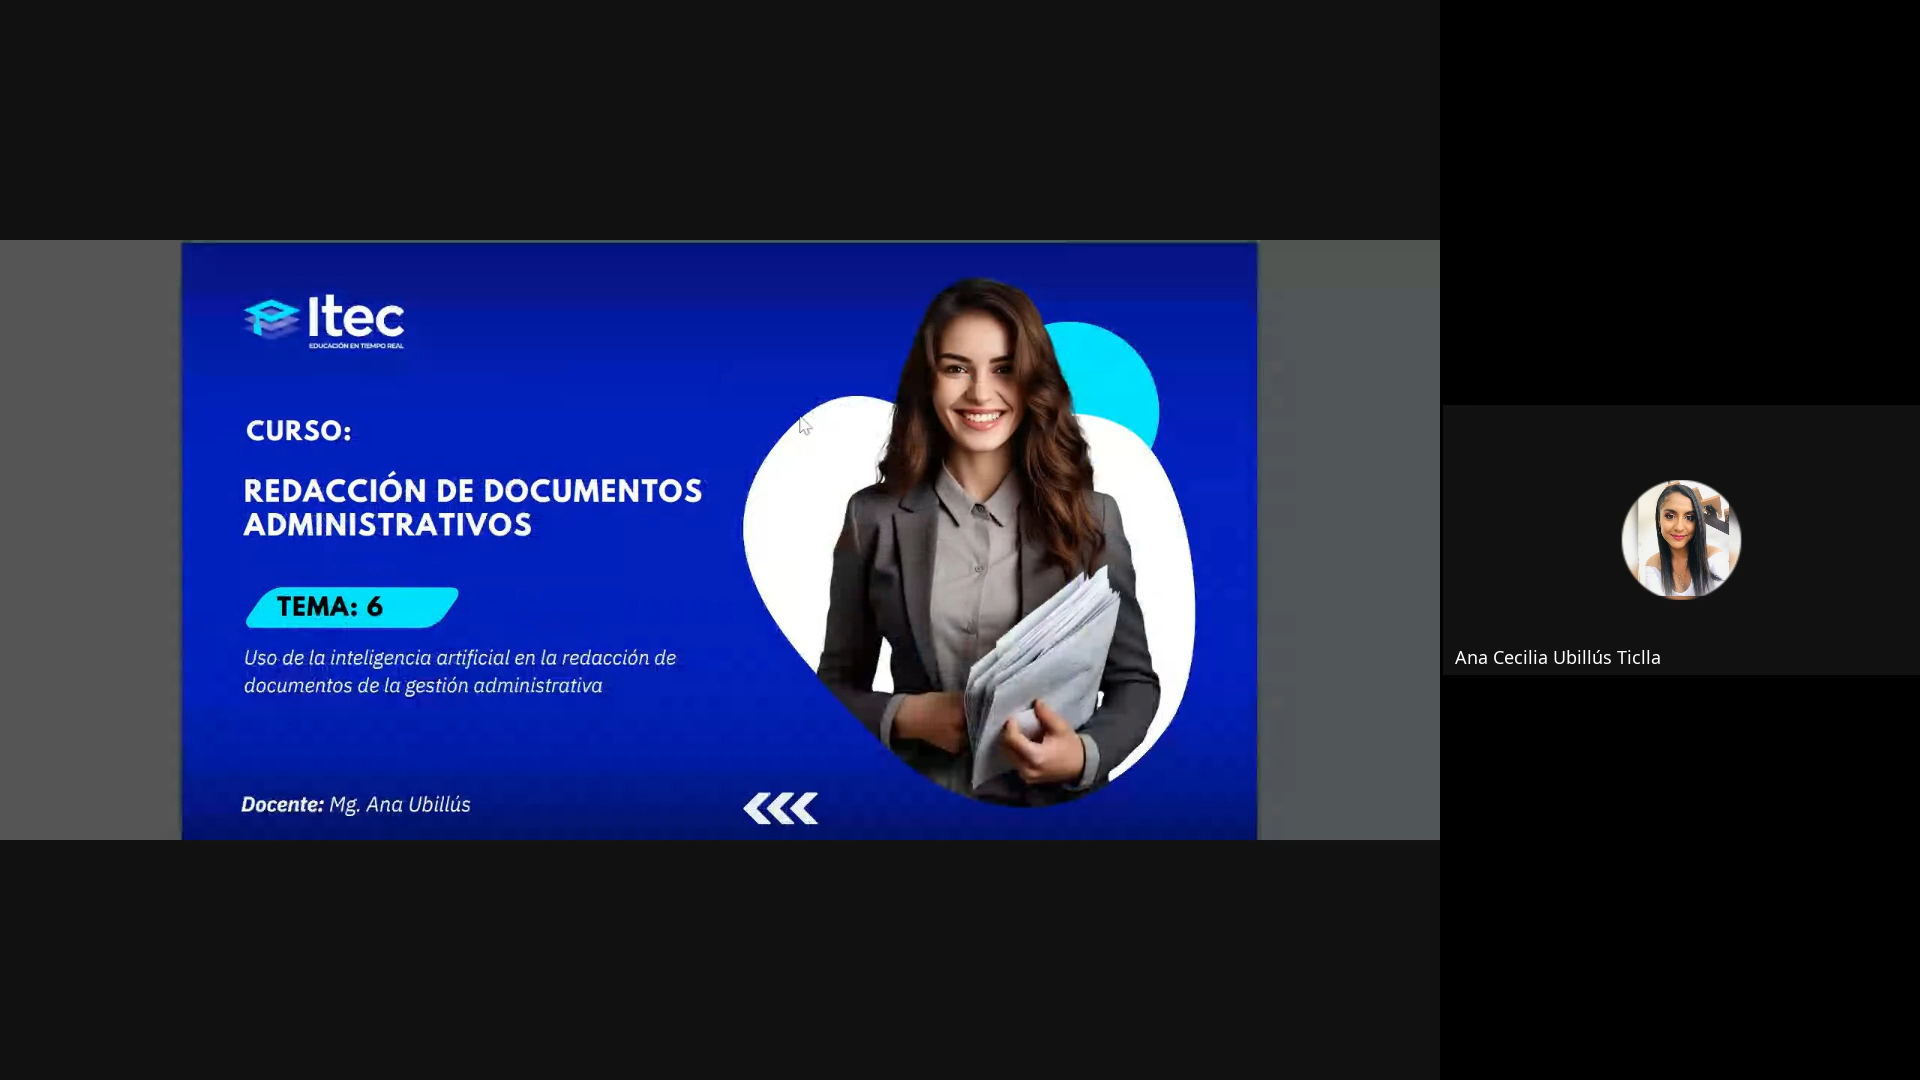 Itec
EDUCACIÓN EN TIEMPO REAL
CURSO:
REDACCIÓN DE DOCUMENTOS
ADMINISTRATIVOS
TEMA: 6
Uso de la inteligencia artificial en la redacción de
documentos de la gestión administrativa
Docente: Mg. Ana Ubillús
Ana Cecilia Ubillús Ticlla